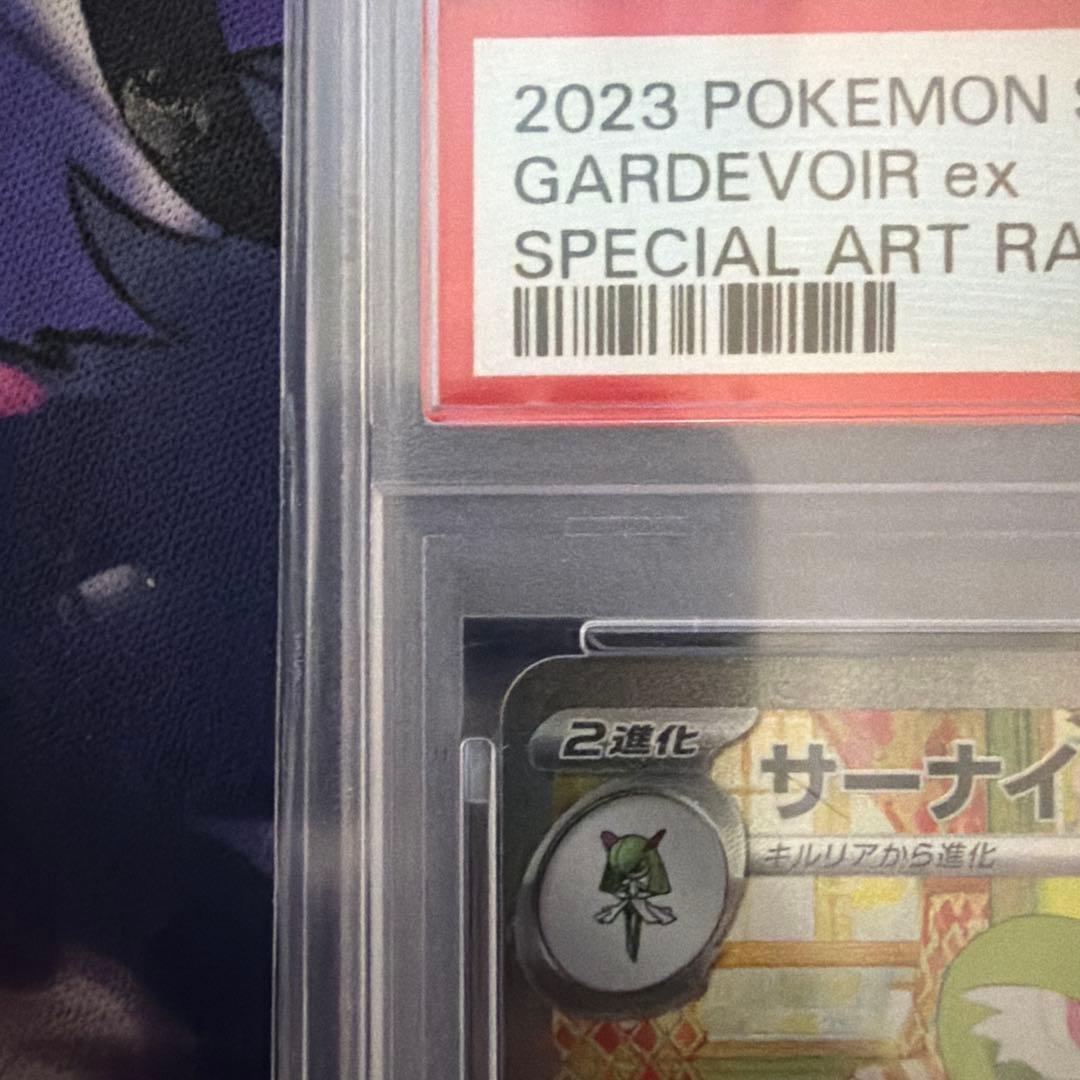 2023 POKEMON
GARDEVOIR ex
SPECIAL ART
2進化
サーナイ
キルリアから進化